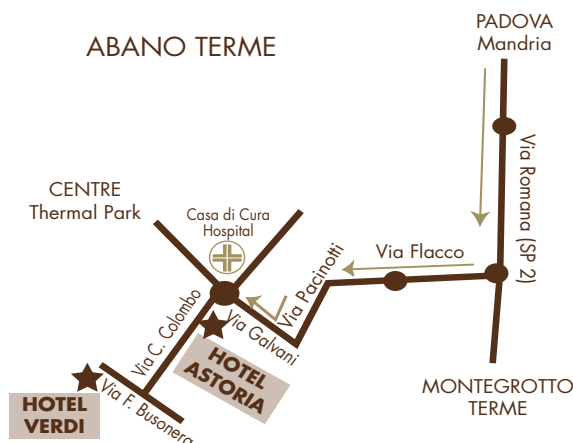 PADOVA
Mandria
ABANO TERME
Via Romana (SP 2)
CENTRE
Thermal Park
Casa di Cura
Hospital
Via Flacco
Via Pacinotti
Via Galvani
Via C. Colombo
HOTEL
ASTORIA
Via F. Busonera
HOTEL
VERDI
MONTEGROTTO
TERME